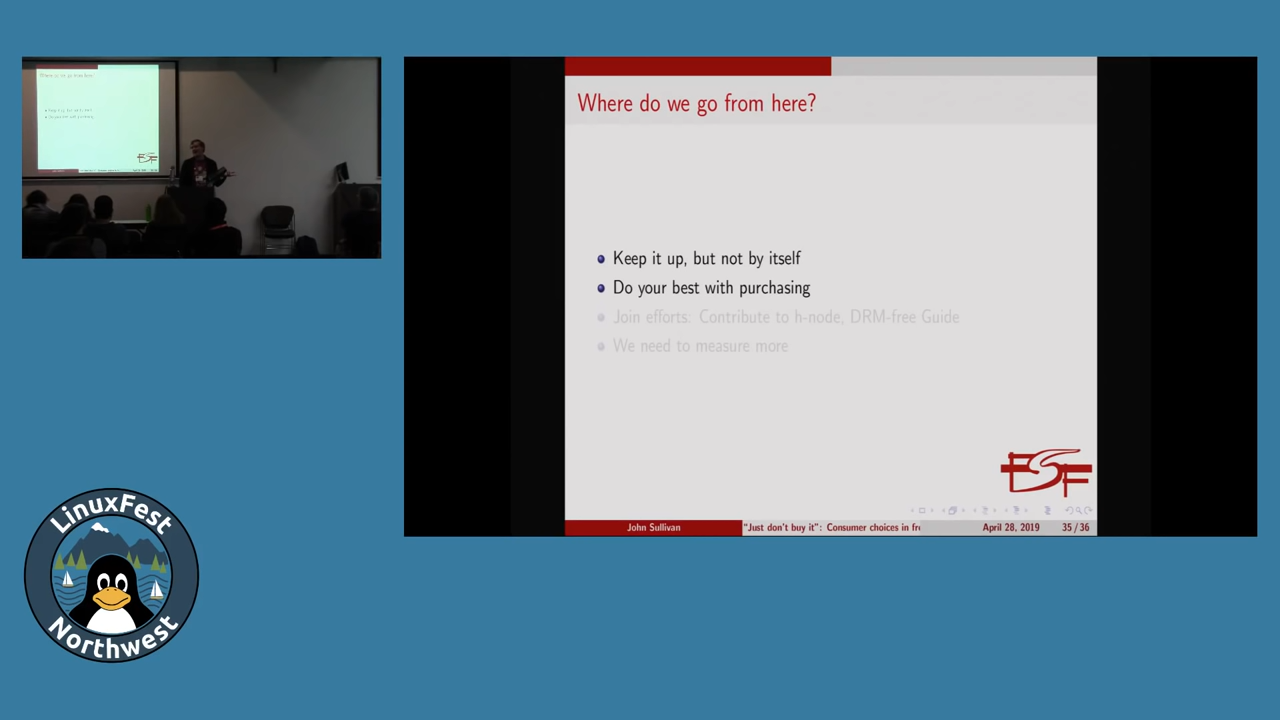 Where do we go from here?
Keep it up, but not by itself
Do your best with purchasing
Join efforts: Contribute to h-node, DRM-free Guide
We need to measure more
FSF
John Sullivan
"Just don't buy it": Consumer choices in fre
April 28, 2019
35 / 36
LinuxFest
Northwest